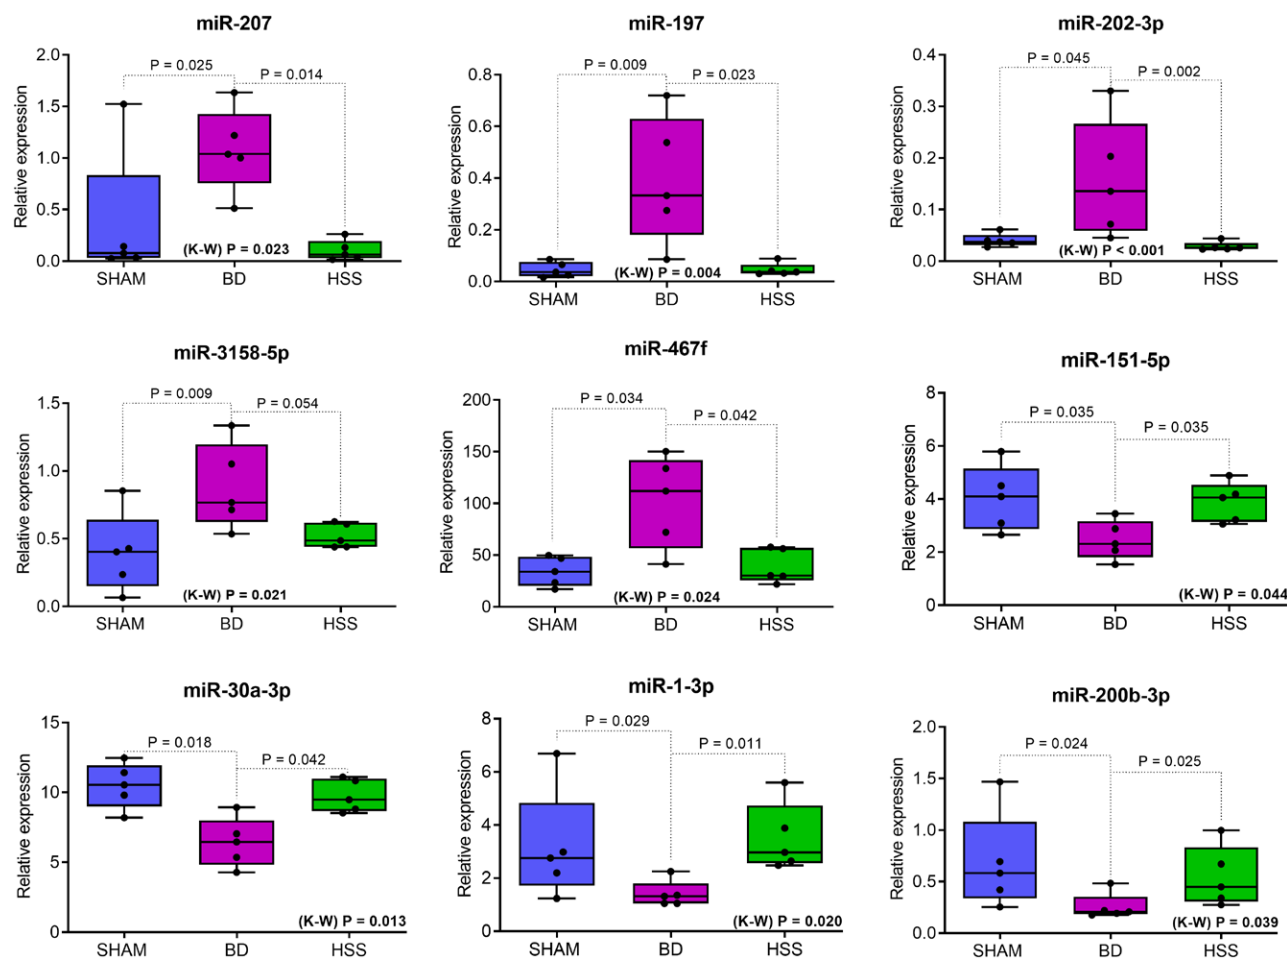 miR-207
2.0
1.5
1.0
0.5
0.0
Relative expression
P = 0.025
P = 0.014
(K-W) P = 0.023
SHAM
BD
HSS
miR-197
0.8
0.6
0.4
0.2
0.0
Relative expression
P = 0.009
P = 0.023
(K-W) P = 0.004
SHAM
BD
HSS
miR-202-3p
0.4
0.3
0.2
0.1
0.0
Relative expression
P = 0.045
P = 0.002
(K-W) P < 0.001
SHAM
BD
HSS
miR-3158-5p
1.5
1.0
0.5
0.0
Relative expression
P = 0.009
P = 0.054
(K-W) P = 0.021
SHAM
BD
HSS
miR-467f
200
150
100
50
0
Relative expression
P = 0.034
P = 0.042
(K-W) P = 0.024
SHAM
BD
HSS
miR-151-5p
8
6
4
2
0
Relative expression
P = 0.035
P = 0.035
(K-W) P = 0.044
SHAM
BD
HSS
miR-30a-3p
15
10
5
0
Relative expression
P = 0.018
P = 0.042
(K-W) P = 0.013
SHAM
BD
HSS
miR-1-3p
8
6
4
2
0
Relative expression
P = 0.029
P = 0.011
(K-W) P = 0.020
SHAM
BD
HSS
miR-200b-3p
2.0
1.5
1.0
0.5
0.0
Relative expression
P = 0.024
P = 0.025
(K-W) P = 0.039
SHAM
BD
HSS